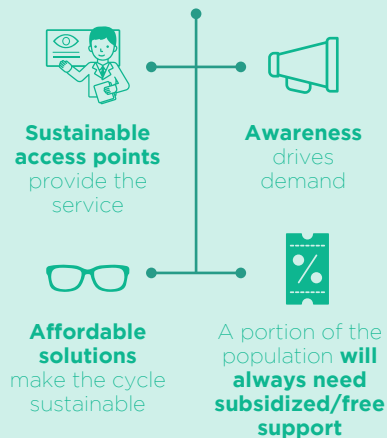 Sustainable
access points
provide the
service
Awareness
drives
demand
Affordable
solutions
make the cycle
sustainable
%
A portion of the
population will
always need
subsidized/free
support